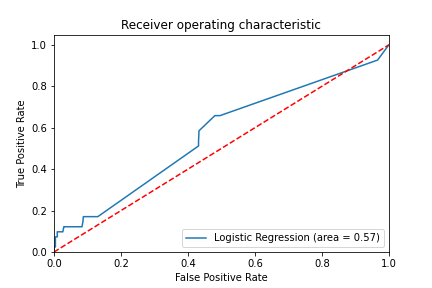 Receiver operating characteristic
1.0
0.8
0.6
0.4
0.2
0.0
True Positive Rate
Logistic Regression (area = 0.57)
0.0 0.2 0.4 0.6 0.8 1.0
False Positive Rate